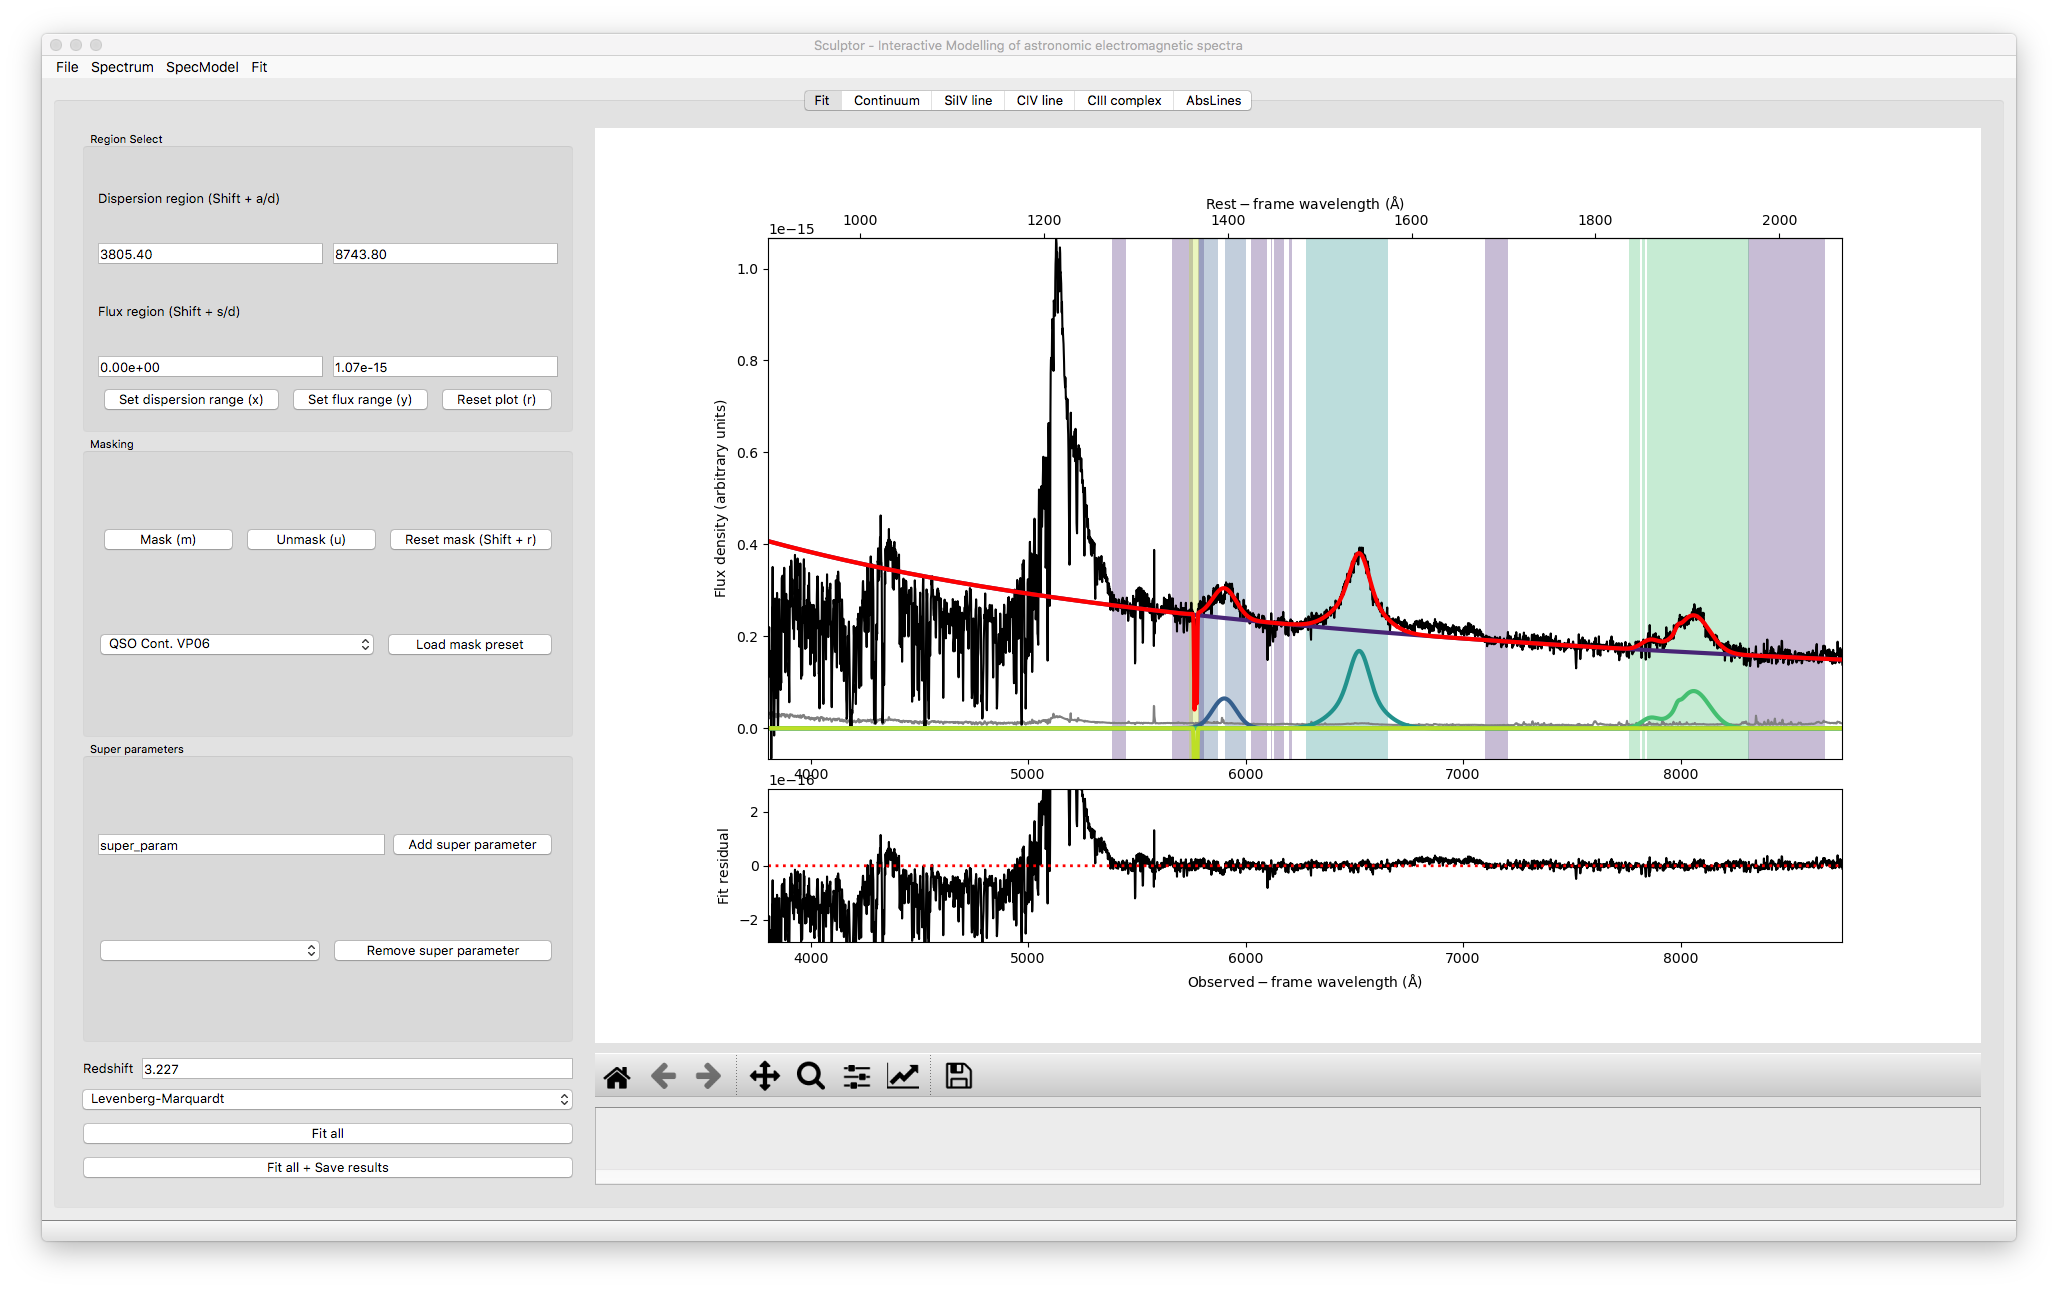 Sculptor - Interactive Modelling of astronomic electromagnetic spectra
File Spectrum SpecModel Fit
Fit Continuum SiIV line CIV line CIII complex AbsLines
Region Select
Dispersion region (Shift + a/d)
3805.40 8743.80
Flux region (Shift + s/d)
0.00e+00 1.07e-15
Set dispersion range (x) Set flux range (y) Reset plot (r)
Masking
Mask (m) Unmask (u) Reset mask (Shift + r)
QSO Cont. VP06 Load mask preset
Super parameters
super_param Add super parameter
Remove super parameter
Redshift 3.227
Levenberg-Marquardt
Fit all
Fit all + Save results
Rest – frame wavelength (Å)
1000 1200 1400 1600 1800 2000
1e−15
1.0
0.8
0.6
0.4
0.2
0.0
Flux density (arbitrary units)
4000 5000 6000 7000 8000
1e−16
2
0
−2
Fit residual
4000 5000 6000 7000 8000
Observed – frame wavelength (Å)